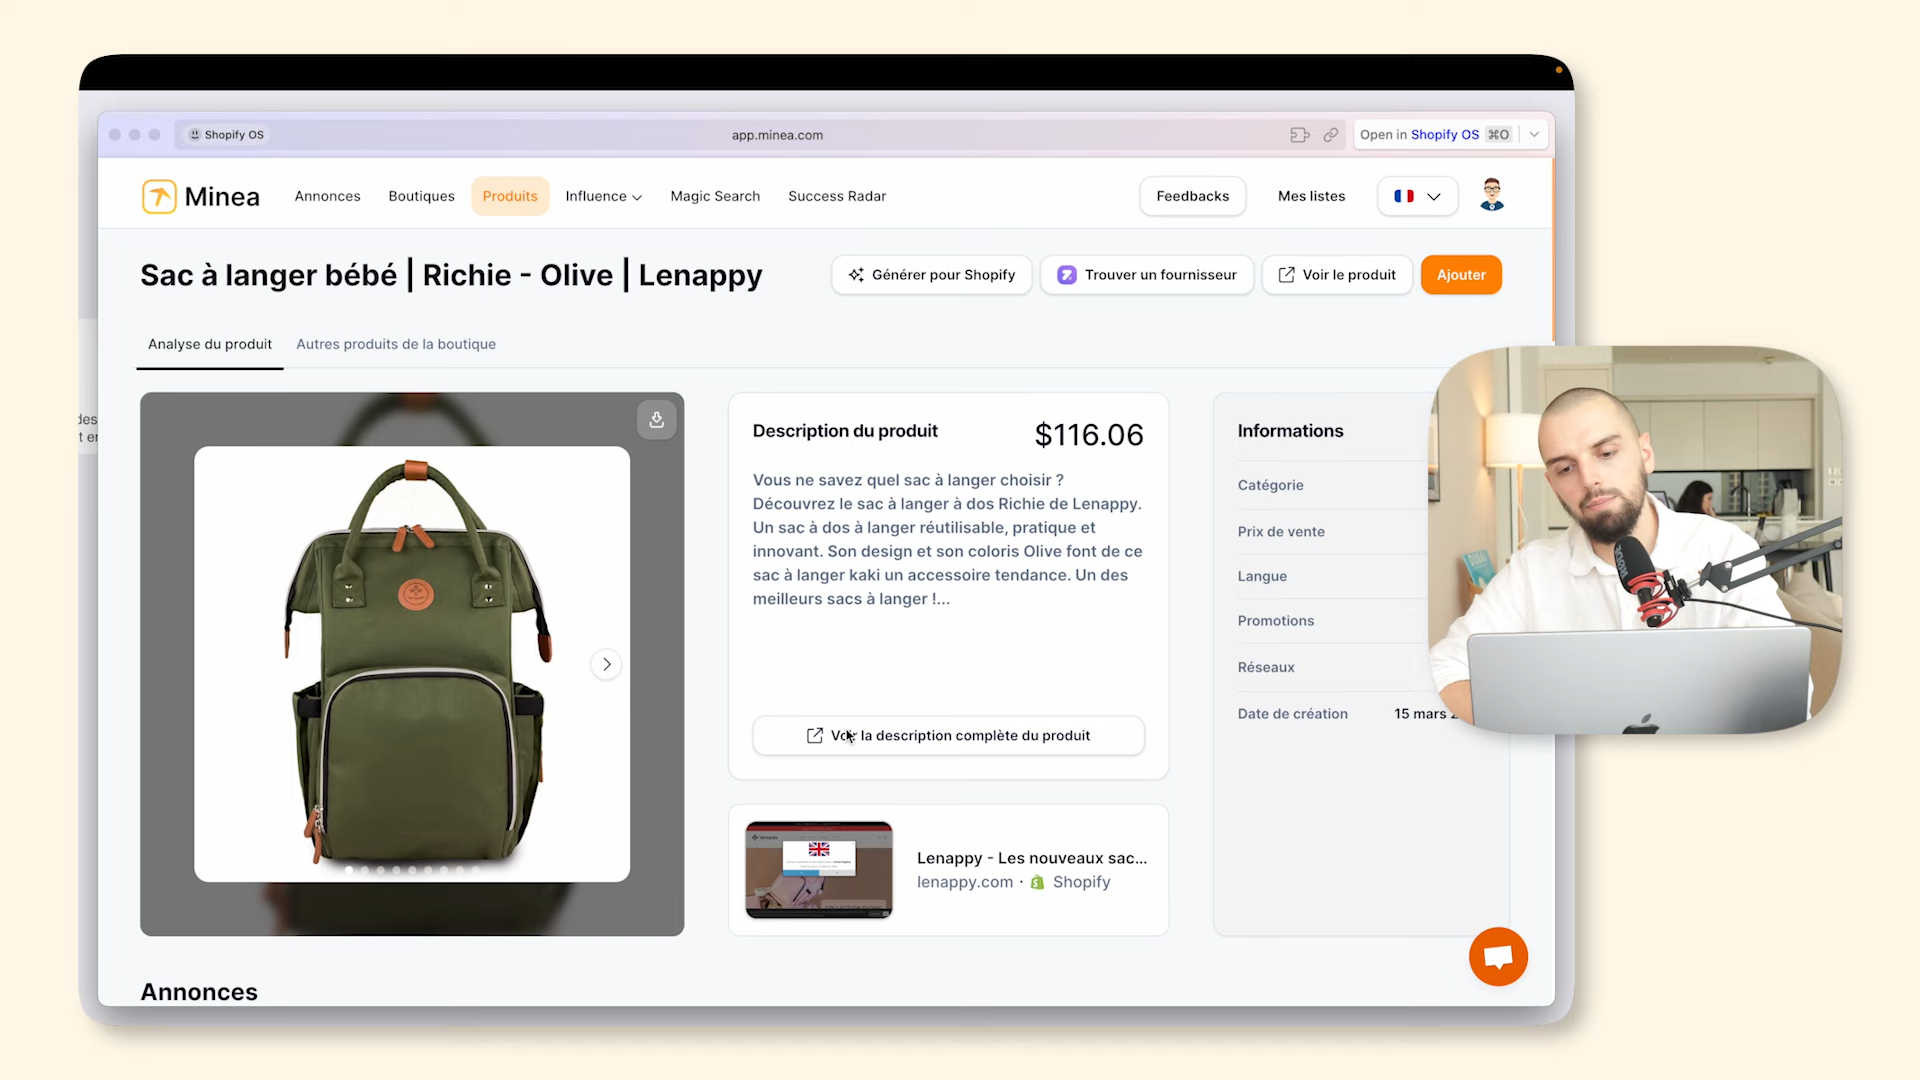 Shopify OS
app.minea.com
Open in Shopify OS ⌘O
Minea
Annonces
Boutiques
Produits
Influence
Magic Search
Success Radar
Feedbacks
Mes listes
Sac à langer bébé | Richie - Olive | Lenappy
Générer pour Shopify
Trouver un fournisseur
Voir le produit
Ajouter
Analyse du produit
Autres produits de la boutique
Description du produit
$116.06
Vous ne savez quel sac à langer choisir ?
Découvrez le sac à langer à dos Richie de Lenappy.
Un sac à dos à langer réutilisable, pratique et
innovant. Son design et son coloris Olive font de ce
sac à langer kaki un accessoire tendance. Un des
meilleurs sacs à langer !...
Voir la description complète du produit
Lenappy - Les nouveaux sac...
lenappy.com · Shopify
Informations
Catégorie
Prix de vente
Langue
Promotions
Réseaux
Date de création
15 mars
Annonces